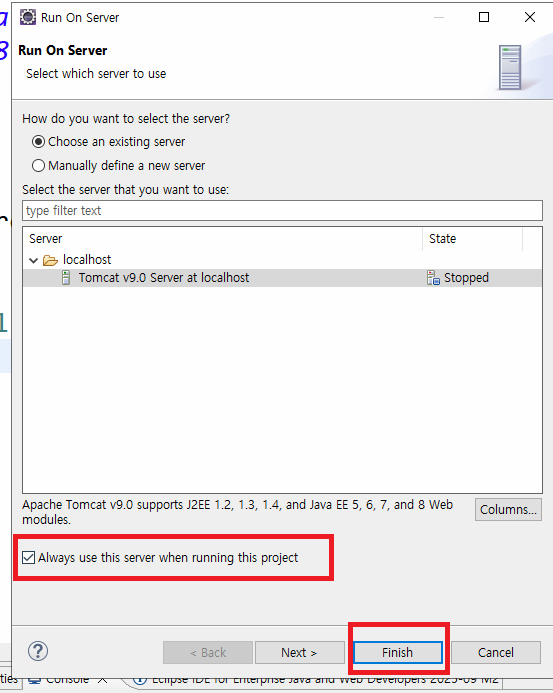 Run On Server
Run On Server
Select which server to use
How do you want to select the server?
Choose an existing server
Manually define a new server
Select the server that you want to use:
type filter text
Server State
localhost
Tomcat v9.0 Server at localhost Stopped
Apache Tomcat v9.0 supports J2EE 1.2, 1.3, 1.4, and Java EE 5, 6, 7, and 8 Web
modules.
Columns...
Always use this server when running this project
? < Back Next > Finish Cancel
ties Console Eclipse IDE for Enterprise Java and Web Developers 2025-09 M2